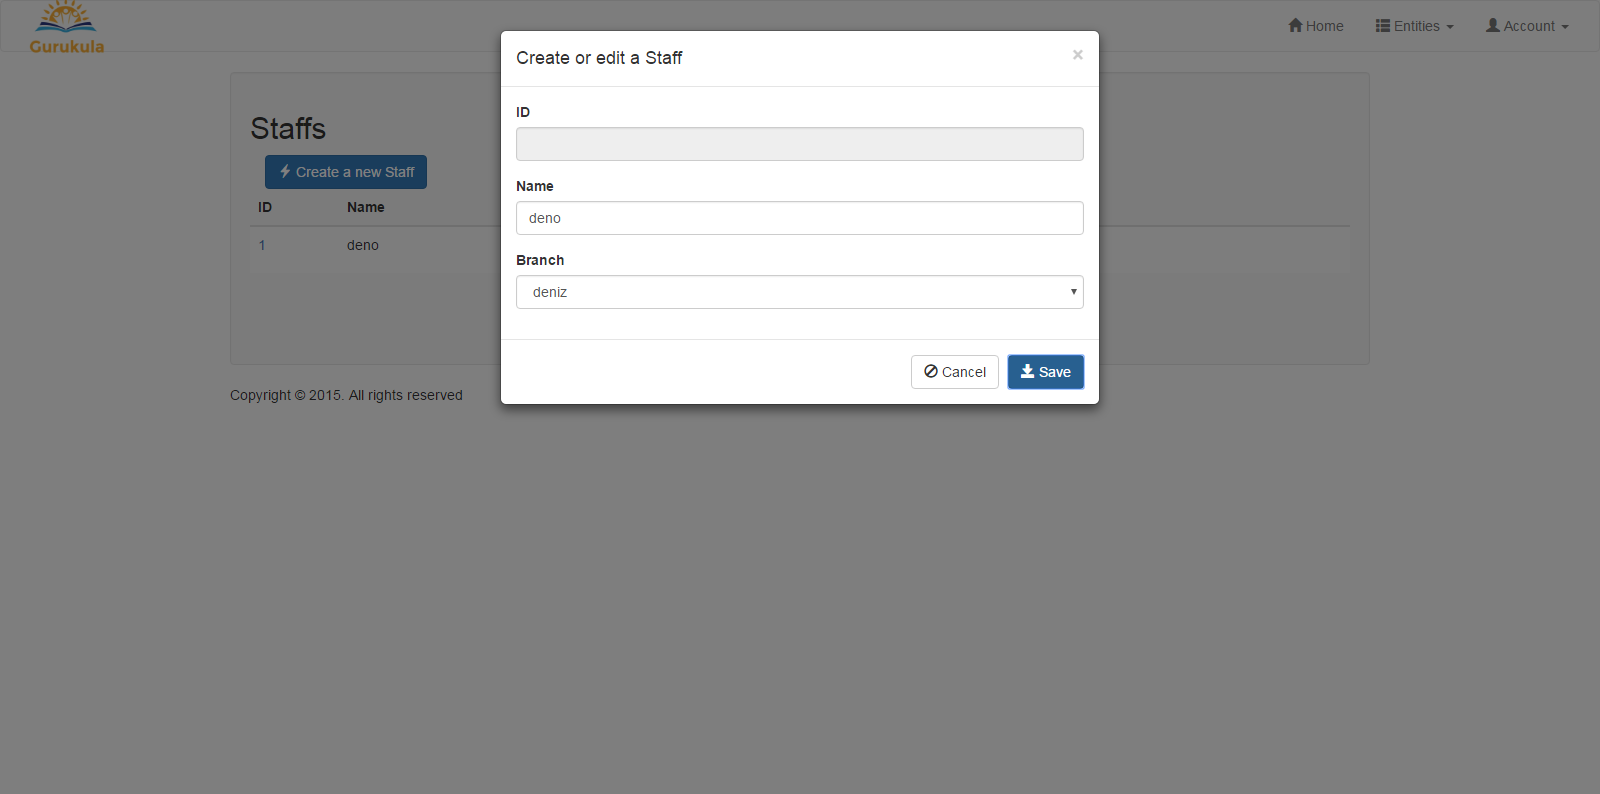 Gurukula
Home Entities Account
Create or edit a Staff ×
ID
Name
deno
Branch
deniz
Cancel Save
Staffs
Create a new Staff
ID Name
1 deno
Copyright © 2015. All rights reserved